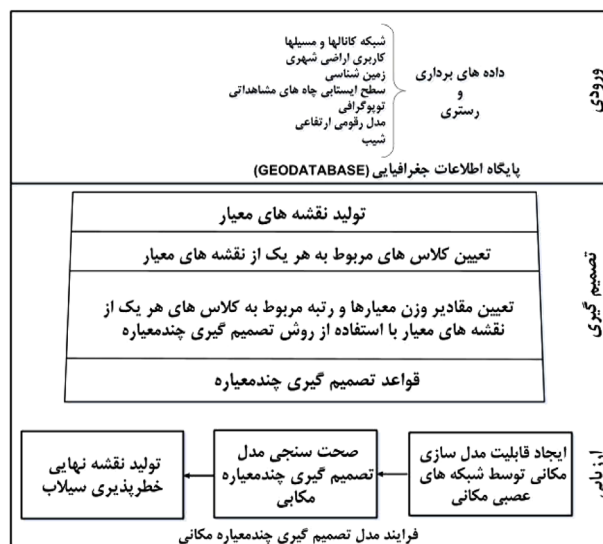 ورودی
شبکه کانالها و مسیلها
کاربری اراضی شهری
زمین شناسی
سطح ایستابی چاه های مشاهداتی
توپوگرافی
مدل رقومی ارتفاعی
شیب
داده های برداری
و
رستری
پایگاه اطلاعات جغرافیایی (GEODATABASE)
تصمیم گیری
تولید نقشه های معیار
تعیین کلاس های مربوط به هر یک از نقشه های معیار
تعیین مقادیر وزن معیارها و رتبه مربوط به کلاس های هر یک از
نقشه های معیار با استفاده از روش تصمیم گیری چندمعیاره
قواعد تصمیم گیری چندمعیاره
ارزیابی
ایجاد قابلیت مدل سازی
مکانی توسط شبکه های
عصبی مکانی
صحت سنجی مدل
تصمیم گیری چندمعیاره
مکابی
تولید نقشه نهایی
خطرپذیری سیلاب
فرایند مدل تصمیم گیری چندمعیاره مکانی